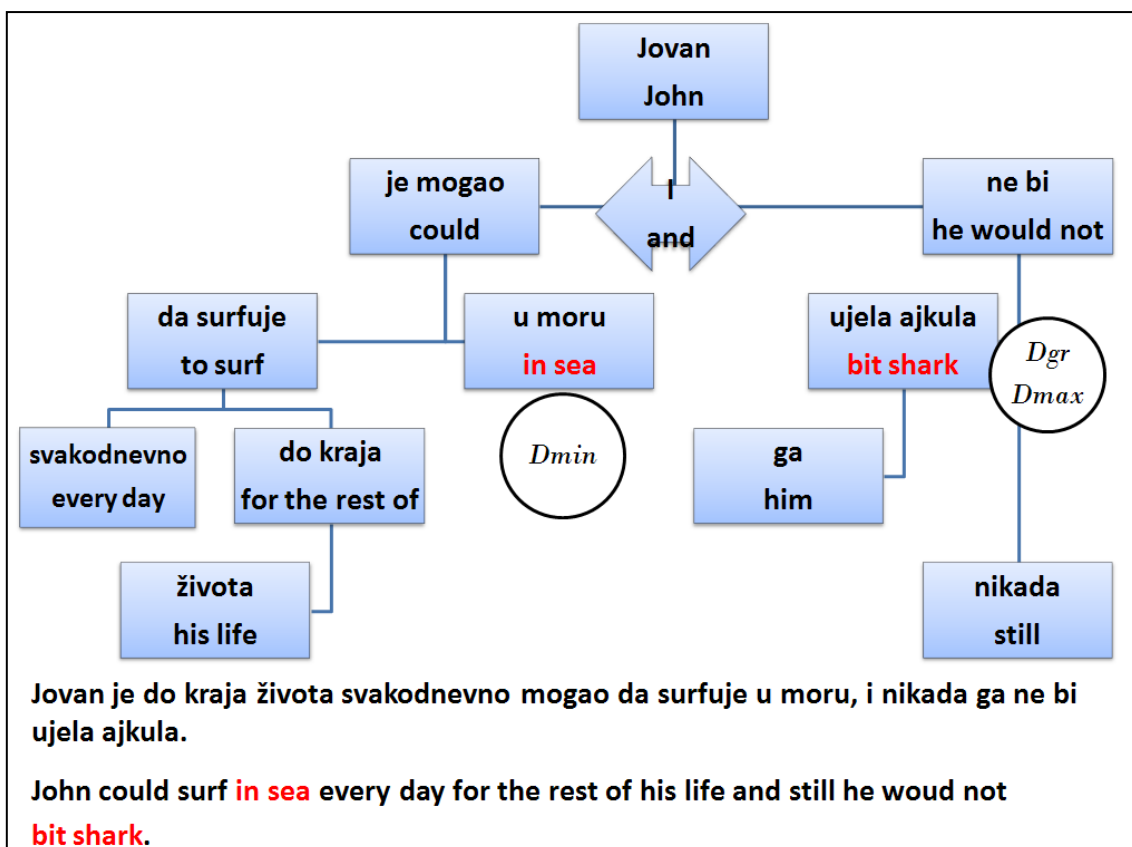 Jovan
John
je mogao
could
I
and
ne bi
he would not
da surfuje
to surf
u moru
in sea
ujela ajkula
bit shark
Dgr
Dmax
svakodnevno
every day
do kraja
for the rest of
Dmin
ga
him
života
his life
nikada
still
Jovan je do kraja života svakodnevno mogao da surfuje u moru, i nikada ga ne bi
ujela ajkula.
John could surf in sea every day for the rest of his life and still he woud not
bit shark.